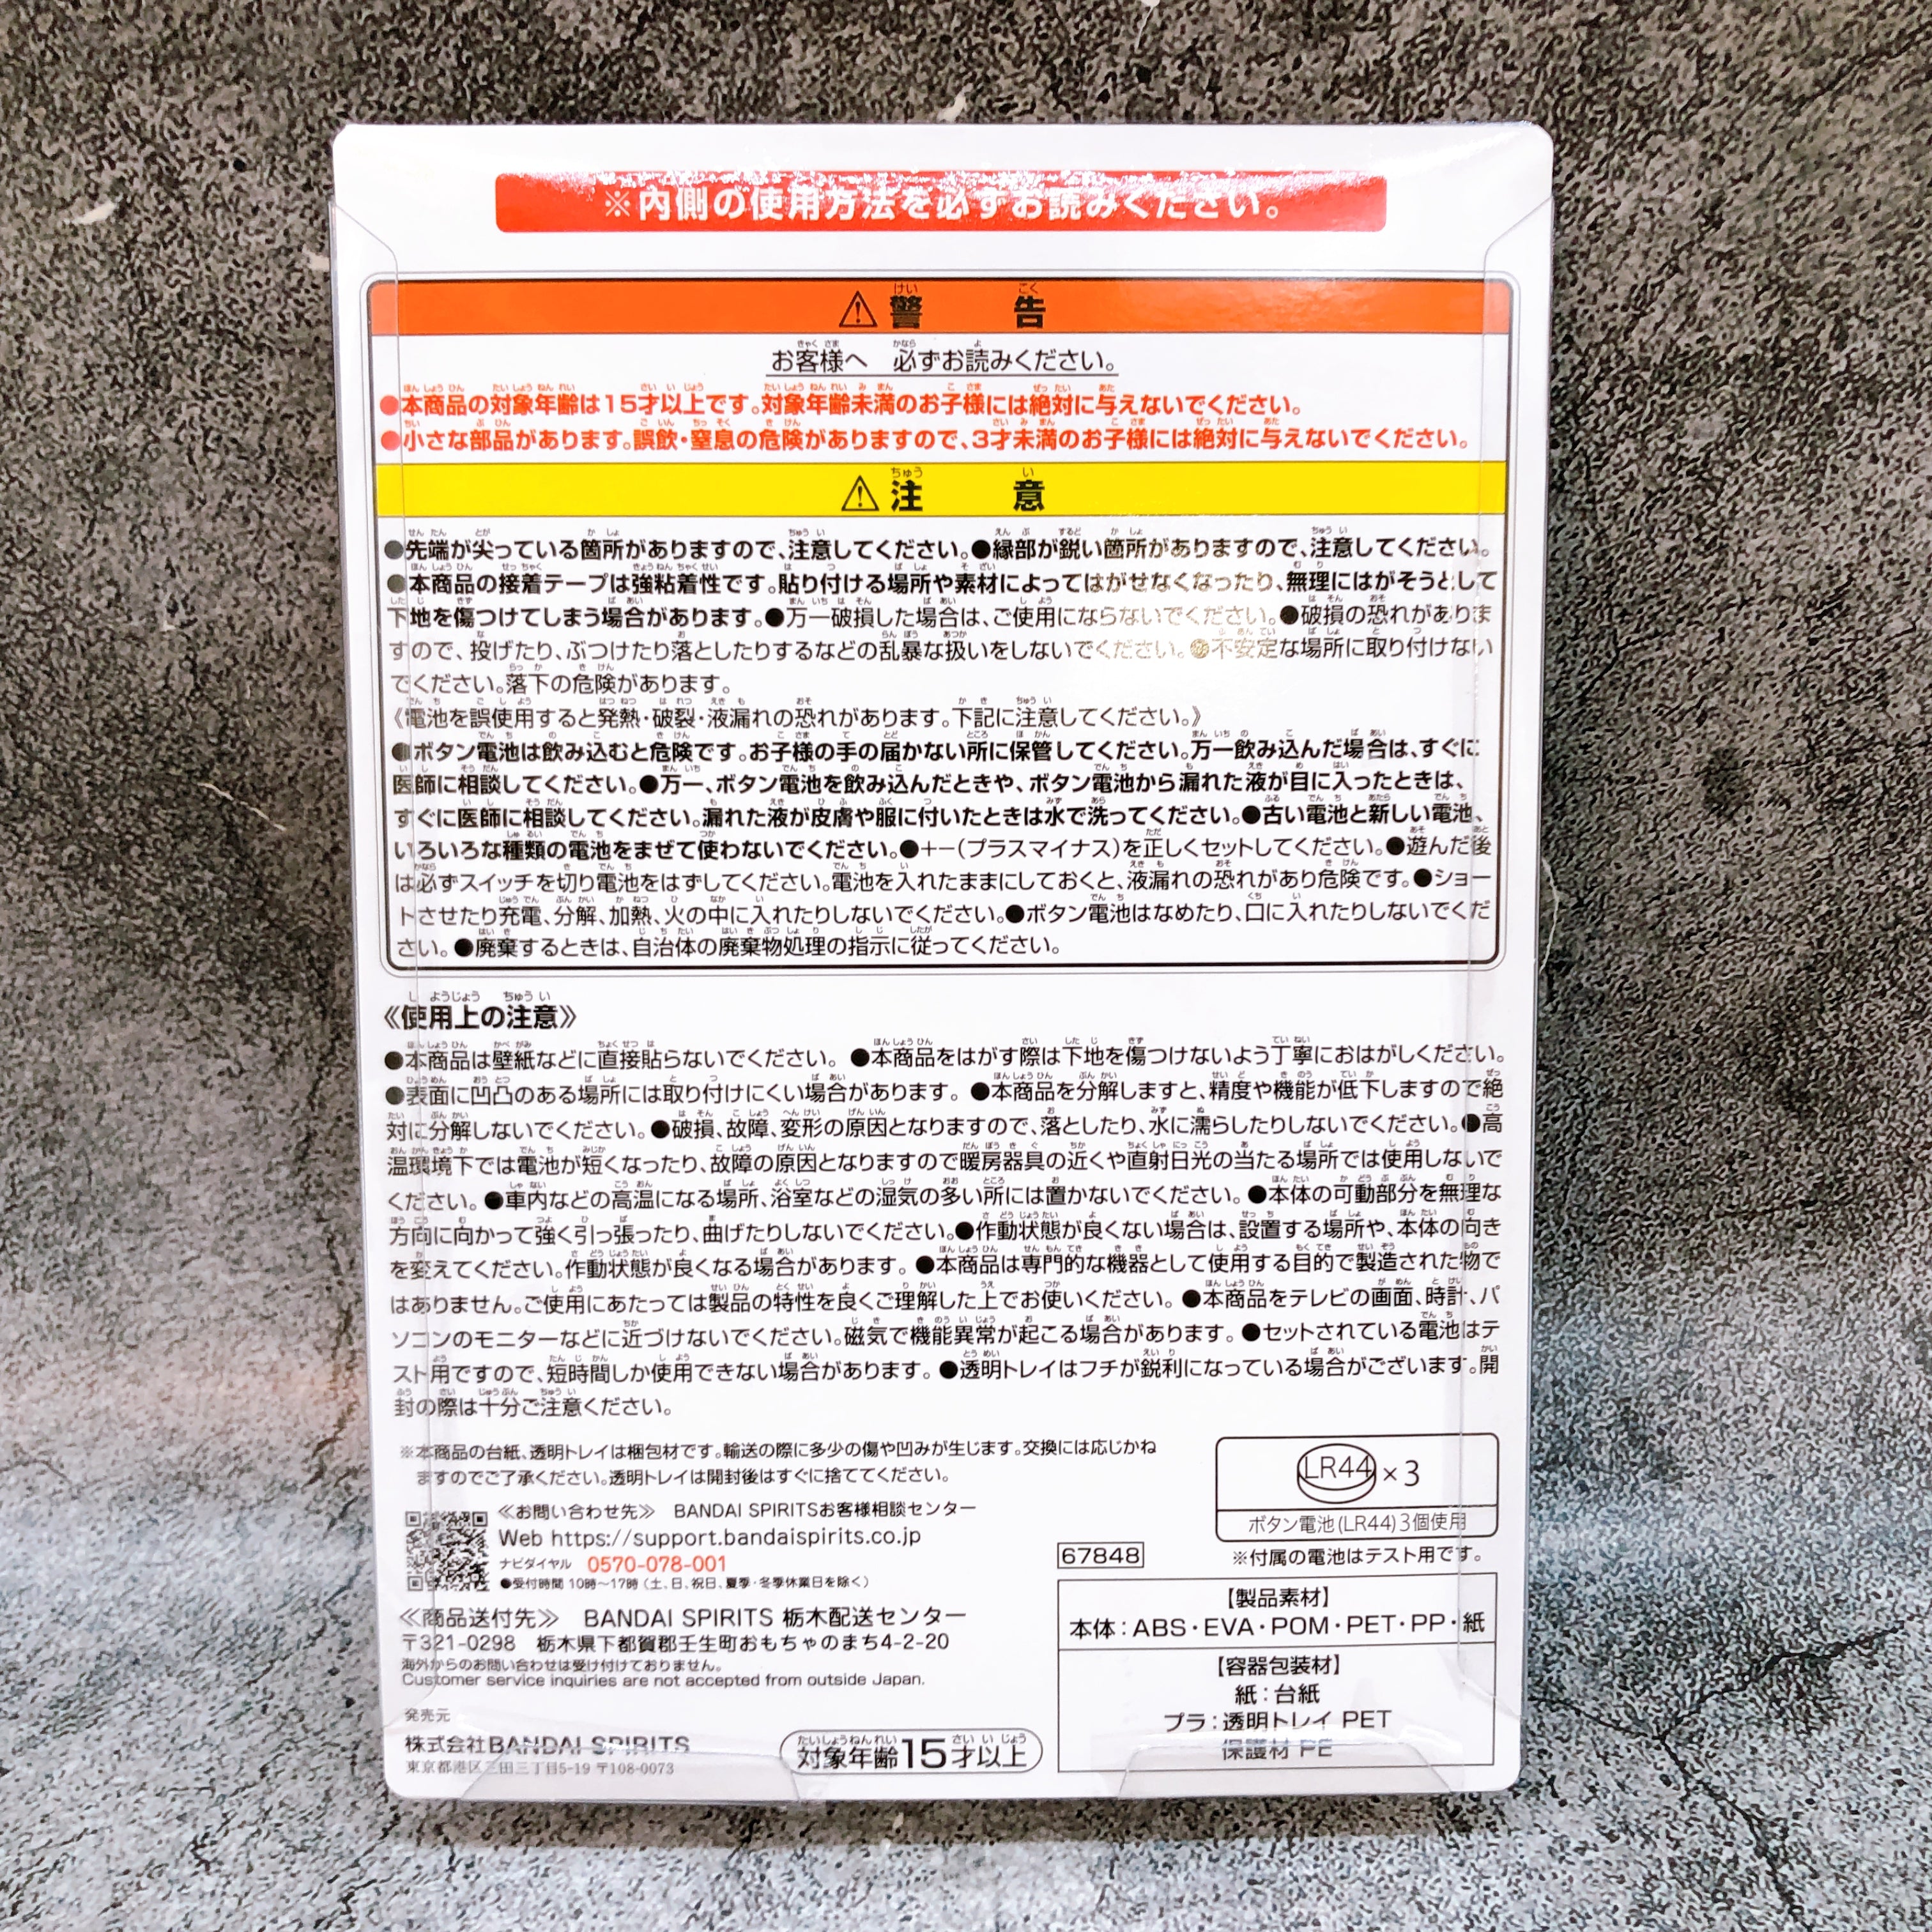 ※内側の使用方法を必ずお読みください。
⚠警告
お客様へ 必ずお読みください。
●本商品の対象年齢は15才以上です。対象年齢未満のお子様には絶対に与えないでください。
●小さな部品があります。誤飲・窒息の危険がありますので、3才未満のお子様には絶対に与えないでください。
⚠注意
●先端が尖っている箇所がありますので、注意してください。●縁部が鋭い箇所がありますので、注意してください。
●本商品の接着テープは強粘着性です。貼り付ける場所や素材によってはがせなくなったり、無理にはがそうとして
下地を傷つけてしまう場合があります。●万一破損した場合は、ご使用にならないでください。●破損の恐れがありま
すので、投げたり、ぶつけたり落としたりするなどの乱暴な扱いをしないでください。●不安定な場所に取り付けない
でください。落下の危険があります。
《電池を誤使用すると発熱・破裂・液漏れの恐れがあります。下記に注意してください。》
●ボタン電池は飲み込むと危険です。お子様の手の届かない所に保管してください。万一飲み込んだ場合は、すぐに
医師に相談してください。●万一、ボタン電池を飲み込んだときや、ボタン電池から漏れた液が目に入ったときは、
すぐに医師に相談してください。漏れた液が皮膚や服に付いたときは水で洗ってください。●古い電池と新しい電池、
いろいろな種類の電池をまぜて使わないでください。●+−(プラスマイナス)を正しくセットしてください。●遊んだ後
は必ずスイッチを切り電池をはずしてください。電池を入れたままにしておくと、液漏れの恐れがあり危険です。●ショー
トさせたり充電、分解、加熱、火の中に入れたりしないでください。●ボタン電池はなめたり、口に入れたりしないでくだ
さい。●廃棄するときは、自治体の廃棄物処理の指示に従ってください。
《使用上の注意》
●本商品は壁紙などに直接貼らないでください。●本商品をはがす際は下地を傷つけないよう丁寧におはがしください。
●表面に凹凸のある場所には取り付けにくい場合があります。●本商品を分解しますと、精度や機能が低下しますので絶
対に分解しないでください。●破損、故障、変形の原因となりますので、落としたり、水に濡らしたりしないでください。●高
温環境下では電池が短くなったり、故障の原因となりますので暖房器具の近くや直射日光の当たる場所では使用しないで
ください。●車内などの高温になる場所、浴室などの湿気の多い所には置かないでください。●本体の可動部分を無理な
方向に向かって強く引っ張ったり、曲げたりしないでください。●作動状態が良くない場合は、設置する場所や、本体の向き
を変えてください。作動状態が良くなる場合があります。●本商品は専門的な機器として使用する目的で製造された物で
はありません。ご使用にあたっては製品の特性を良くご理解した上でお使いください。●本商品をテレビの画面、時計、パ
ソコンのモニターなどに近づけないでください。磁気で機能異常が起こる場合があります。●セットされている電池はテ
スト用ですので、短時間しか使用できない場合があります。●透明トレイはフチが鋭利になっている場合がございます。開
封の際は十分ご注意ください。
※本商品の台紙、透明トレイは梱包材です。輸送の際に多少の傷や凹みが生じます。交換には応じかね
ますのでご了承ください。透明トレイは開封後はすぐに捨ててください。
LR44×3
ボタン電池(LR44)3個使用
※付属の電池はテスト用です。
≪お問い合わせ先≫ BANDAI SPIRITSお客様相談センター
Web https://support.bandaispirits.co.jp
ナビダイヤル 0570-078-001
●受付時間 10時〜17時(土、日、祝日、夏季・冬季休業日を除く)
≪商品送付先≫ BANDAI SPIRITS 栃木配送センター
〒321-0298 栃木県下都賀郡壬生町おもちゃのまち4-2-20
海外からのお問い合わせは受け付けておりません。
Customer service inquiries are not accepted from outside Japan.
発売元
株式会社BANDAI SPIRITS
東京都港区三田三丁目5-19 〒108-0073
対象年齢15才以上
67848
【製品素材】
本体：ABS・EVA・POM・PET・PP・紙
【容器包装材】
紙：台紙
プラ：透明トレイ PET
保護材 PE